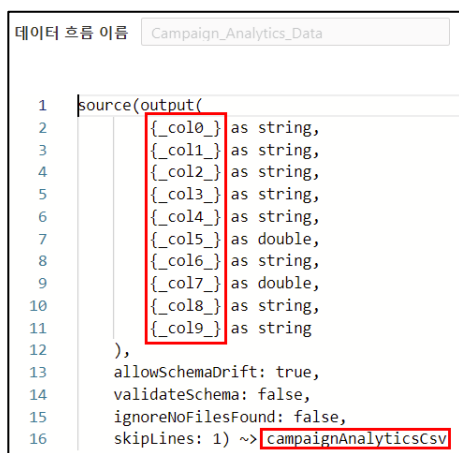 데이터 흐름 이름 Campaign_Analytics_Data
1 source(output(
2 {_col0_} as string,
3 {_col1_} as string,
4 {_col2_} as string,
5 {_col3_} as string,
6 {_col4_} as string,
7 {_col5_} as double,
8 {_col6_} as string,
9 {_col7_} as double,
10 {_col8_} as string,
11 {_col9_} as string
12 ),
13 allowSchemaDrift: true,
14 validateSchema: false,
15 ignoreNoFilesFound: false,
16 skipLines: 1) ~> campaignAnalyticsCsv